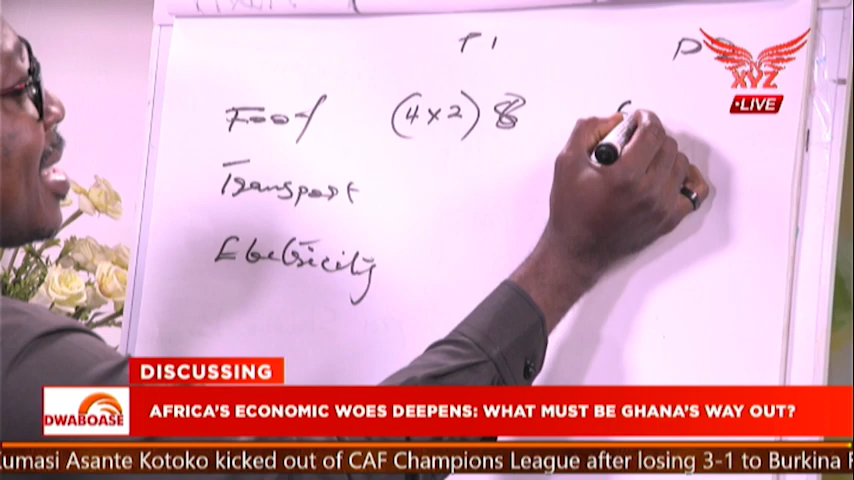 P1
XYZ
LIVE
Food (4x2) 8
Transport
Electricity
DISCUSSING
DWABOASE
AFRICA'S ECONOMIC WOES DEEPENS: WHAT MUST BE GHANA'S WAY OUT?
Kumasi Asante Kotoko kicked out of CAF Champions League after losing 3-1 to Burkina F